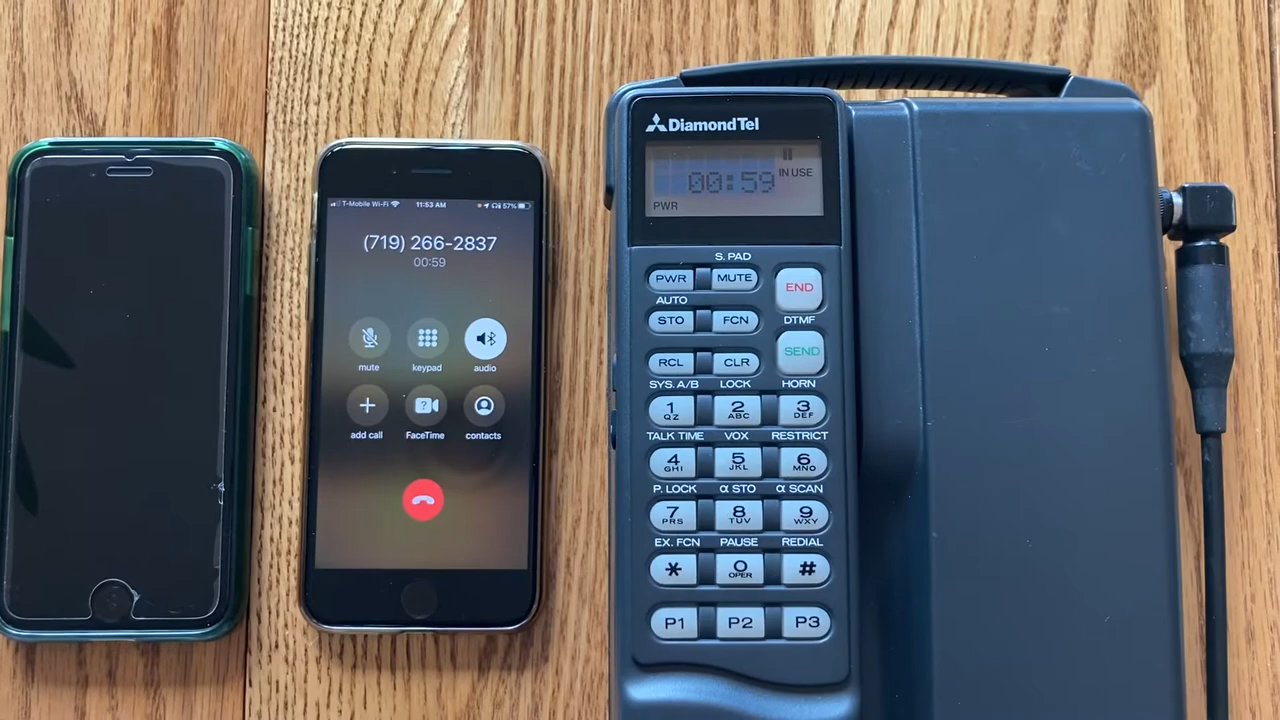 T-Mobile Wi-Fi 11:53 AM 57%
(719) 266-2837
00:59
mute keypad audio
add call FaceTime contacts
DiamondTel
IN USE
00:59
PWR
S. PAD
PWR MUTE END
AUTO
STO FCN DTMF
RCL CLR SEND
SYS. A/B LOCK HORN
1 QZ 2 ABC 3 DEF
TALK TIME VOX RESTRICT
4 GHI 5 JKL 6 MNO
P. LOCK α STO α SCAN
7 PRS 8 TUV 9 WXY
EX. FCN PAUSE REDIAL
* 0 OPER #
P1 P2 P3